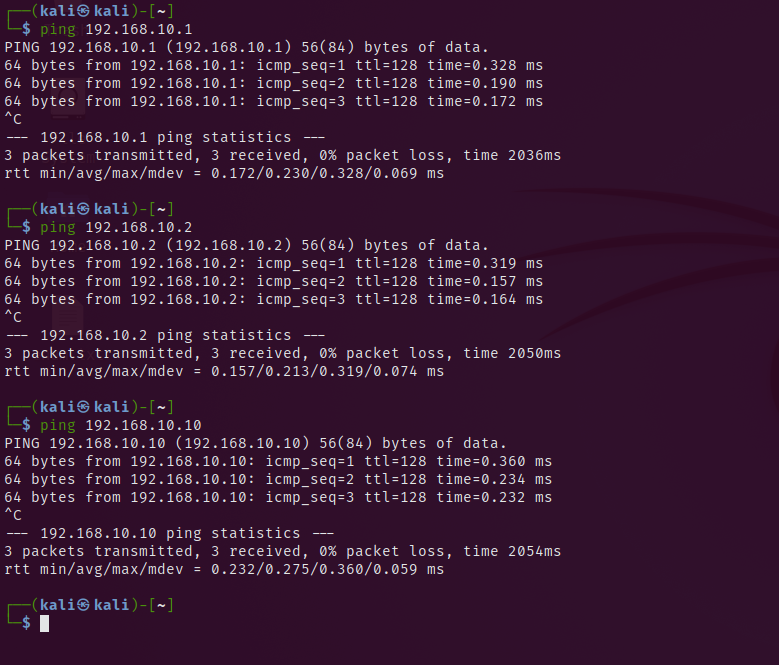 ┌──(kali㉿kali)-[~]
└─$ ping 192.168.10.1
PING 192.168.10.1 (192.168.10.1) 56(84) bytes of data.
64 bytes from 192.168.10.1: icmp_seq=1 ttl=128 time=0.328 ms
64 bytes from 192.168.10.1: icmp_seq=2 ttl=128 time=0.190 ms
64 bytes from 192.168.10.1: icmp_seq=3 ttl=128 time=0.172 ms
^C
--- 192.168.10.1 ping statistics ---
3 packets transmitted, 3 received, 0% packet loss, time 2036ms
rtt min/avg/max/mdev = 0.172/0.230/0.328/0.069 ms

┌──(kali㉿kali)-[~]
└─$ ping 192.168.10.2
PING 192.168.10.2 (192.168.10.2) 56(84) bytes of data.
64 bytes from 192.168.10.2: icmp_seq=1 ttl=128 time=0.319 ms
64 bytes from 192.168.10.2: icmp_seq=2 ttl=128 time=0.157 ms
64 bytes from 192.168.10.2: icmp_seq=3 ttl=128 time=0.164 ms
^C
--- 192.168.10.2 ping statistics ---
3 packets transmitted, 3 received, 0% packet loss, time 2050ms
rtt min/avg/max/mdev = 0.157/0.213/0.319/0.074 ms

┌──(kali㉿kali)-[~]
└─$ ping 192.168.10.10
PING 192.168.10.10 (192.168.10.10) 56(84) bytes of data.
64 bytes from 192.168.10.10: icmp_seq=1 ttl=128 time=0.360 ms
64 bytes from 192.168.10.10: icmp_seq=2 ttl=128 time=0.234 ms
64 bytes from 192.168.10.10: icmp_seq=3 ttl=128 time=0.232 ms
^C
--- 192.168.10.10 ping statistics ---
3 packets transmitted, 3 received, 0% packet loss, time 2054ms
rtt min/avg/max/mdev = 0.232/0.275/0.360/0.059 ms

┌──(kali㉿kali)-[~]
└─$